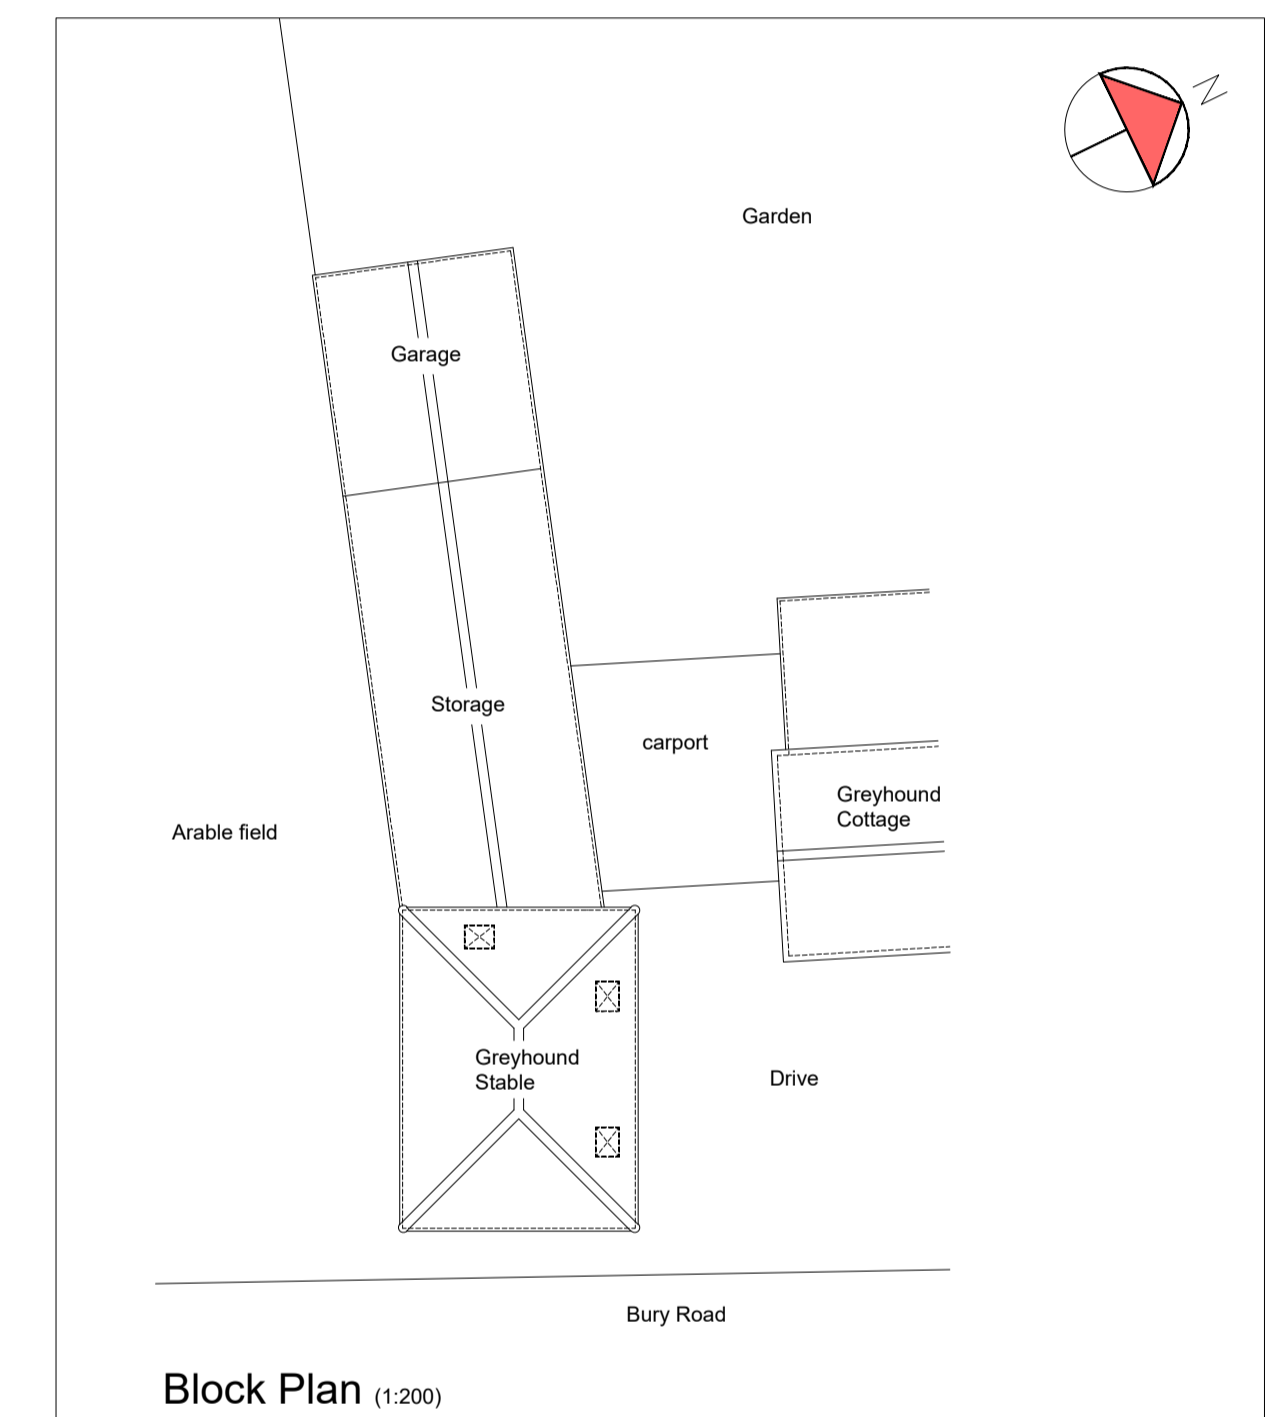 N
Garden
Garage
Storage
carport
Greyhound
Cottage
Arable field
Greyhound
Stable
Drive
Bury Road
Block Plan (1:200)